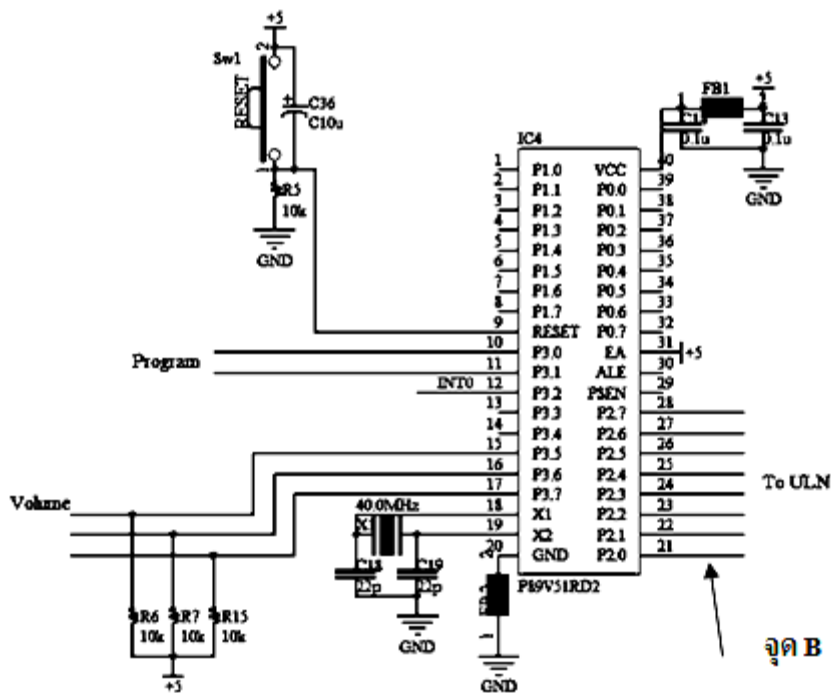 +5
2
Sw1
RESET
+
C36
C10u
1
R5
10k
GND
FB1
+5
C13
0.1u
0.1u
GND
IC4
1 P1.0 VCC 40
2 P1.1 P0.0 39
3 P1.2 P0.1 38
4 P1.3 P0.2 37
5 P1.4 P0.3 36
6 P1.5 P0.4 35
7 P1.6 P0.5 34
8 P1.7 P0.6 33
9 RESET P0.7 32
10 P3.0 EA 31 +5
11 P3.1 ALE 30
INT0 12 P3.2 PSEN 29
13 P3.3 P2.7 28
14 P3.4 P2.6 27
15 P3.5 P2.5 26
16 P3.6 P2.4 25
17 P3.7 P2.3 24
18 X1 P2.2 23
19 X2 P2.1 22
20 GND P2.0 21
P89V51RD2
Program
Volume
To ULN
40.0MHz
C18
22p
C19
22p
GND
R6
10k
R7
10k
R15
10k
+5
1
GND
จุด B